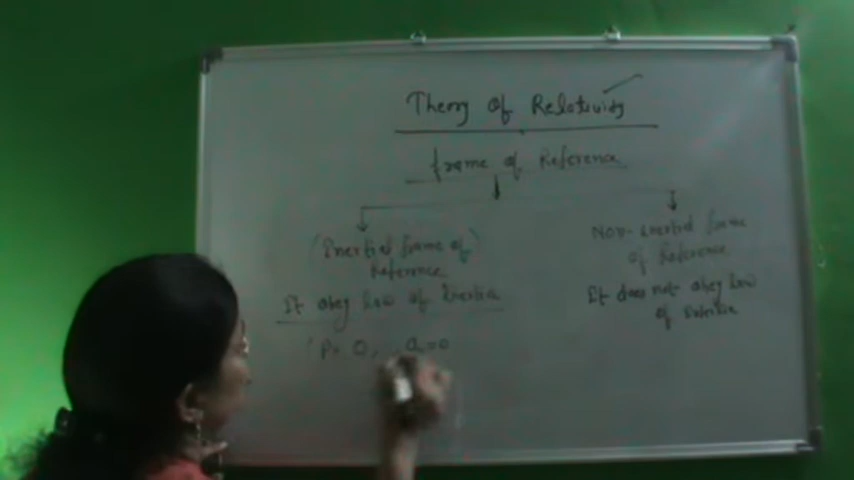 Theory of Relativity
frame of Reference
(Inertial frame of)
Reference
It obey law of Inertia
Non-inertial frame
of Reference
It does not obey law
of Inertia
a=0